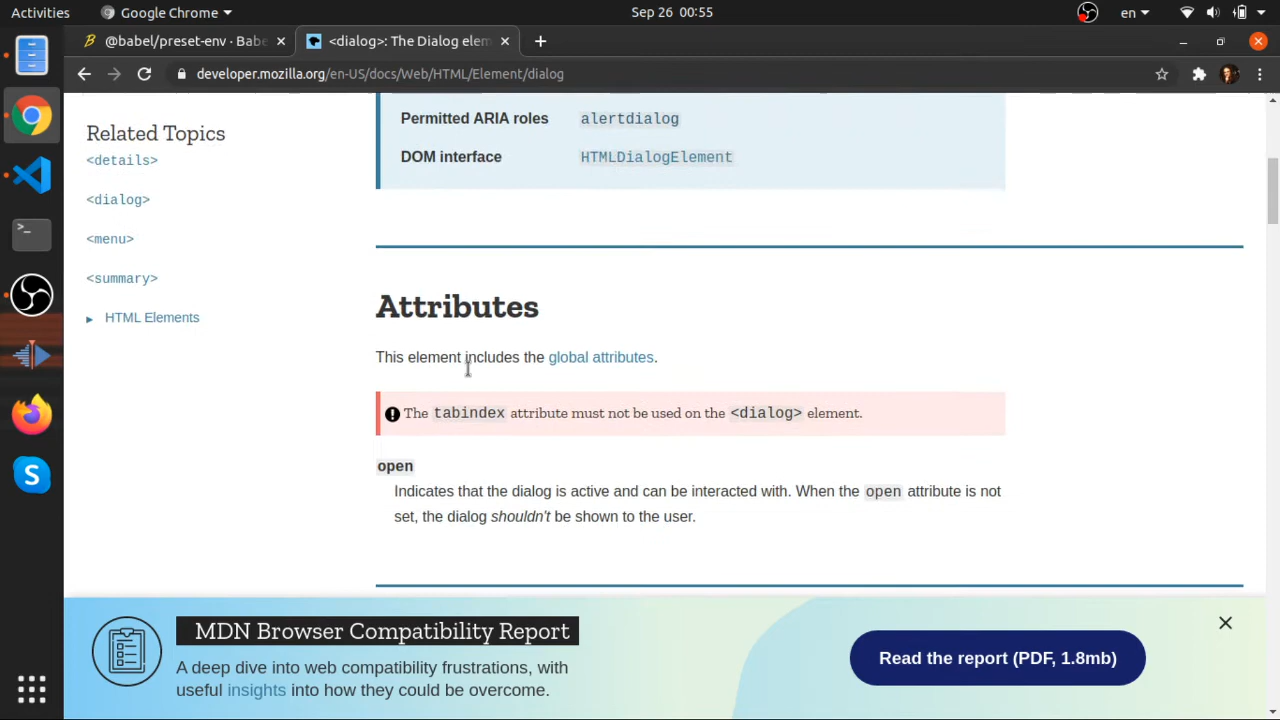 Activities
Google Chrome
Sep 26 00:55
en
@babel/preset-env · Babe
<dialog>: The Dialog elem
developer.mozilla.org/en-US/docs/Web/HTML/Element/dialog
Related Topics
<details>
<dialog>
<menu>
<summary>
HTML Elements
Permitted ARIA roles alertdialog
DOM interface HTMLDialogElement
Attributes
This element includes the global attributes.
The tabindex attribute must not be used on the <dialog> element.
open
Indicates that the dialog is active and can be interacted with. When the open attribute is not
set, the dialog shouldn't be shown to the user.
MDN Browser Compatibility Report
A deep dive into web compatibility frustrations, with
useful insights into how they could be overcome.
Read the report (PDF, 1.8mb)